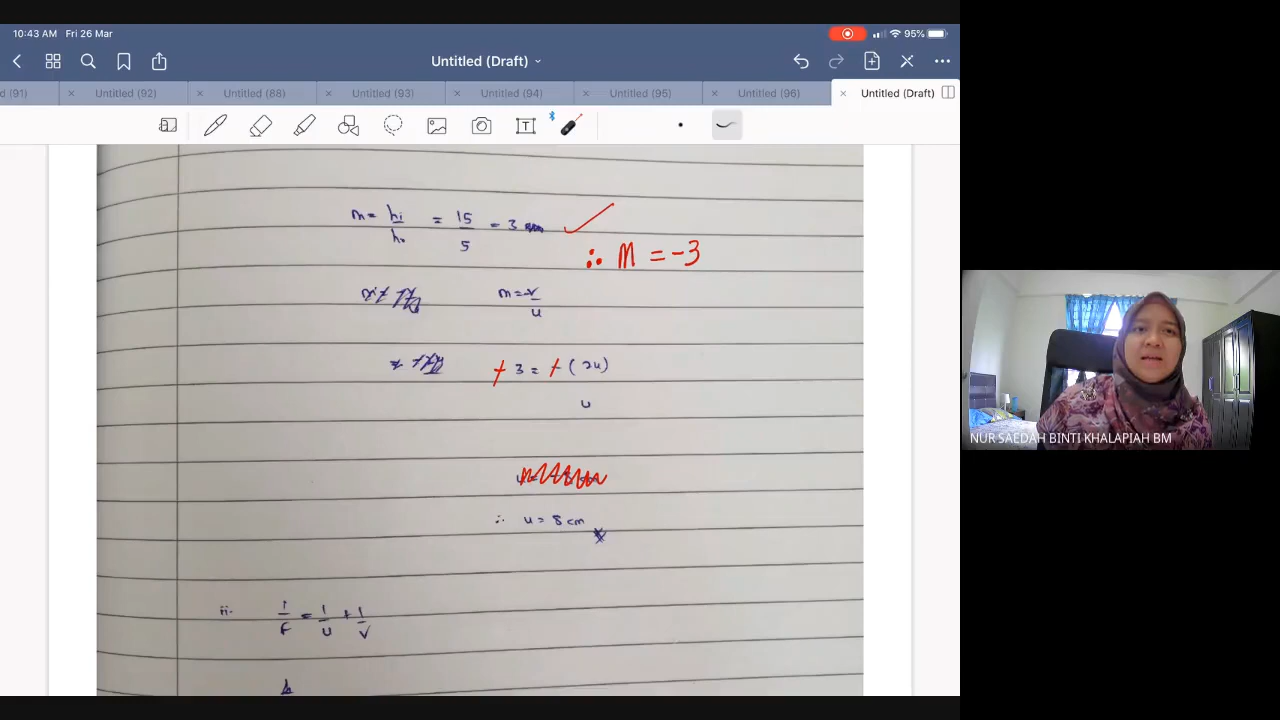 10:43 AM Fri 26 Mar
95%
Untitled (Draft)
d (91)
Untitled (92)
Untitled (88)
Untitled (93)
Untitled (94)
Untitled (95)
Untitled (96)
Untitled (Draft)
T
m = hi/ho = 15/5 = 3
∴ M = -3
m = -v/u
- 3 = - (24)
u
∴ u = 8 cm
ii. 1/f = 1/u + 1/v
NUR SAEDAH BINTI KHALAPIAH BM